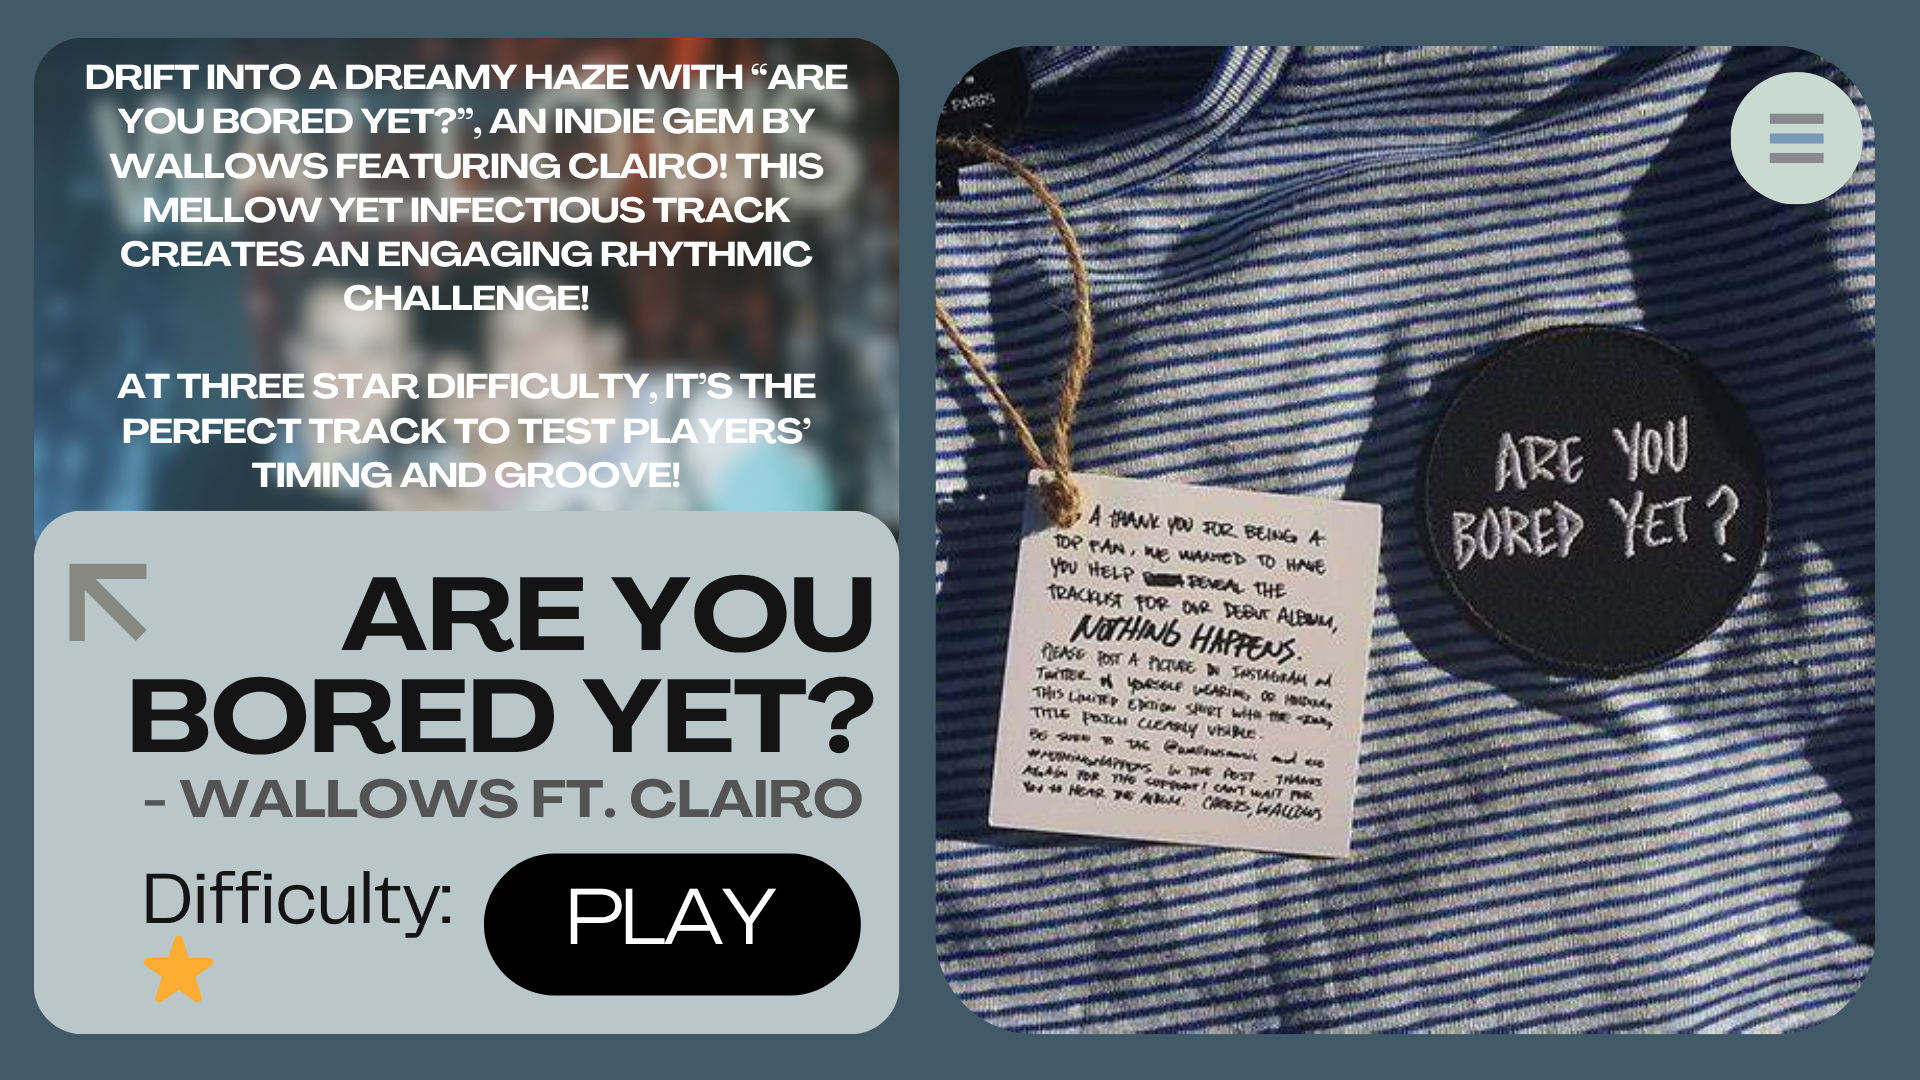 DRIFT INTO A DREAMY HAZE WITH “ARE
YOU BORED YET?”, AN INDIE GEM BY
WALLOWS FEATURING CLAIRO! THIS
MELLOW YET INFECTIOUS TRACK
CREATES AN ENGAGING RHYTHMIC
CHALLENGE!
AT THREE STAR DIFFICULTY, IT’S THE
PERFECT TRACK TO TEST PLAYERS’
TIMING AND GROOVE!
ARE YOU
BORED YET?
- WALLOWS FT. CLAIRO
Difficulty:
PLAY
PARIS
A THANK YOU FOR BEING A
TOP FAN, WE WANTED TO HAVE
YOU HELP REVEAL THE
TRACKLIST FOR OUR DEBUT ALBUM,
NOTHING HAPPENS.
PLEASE POST A PICTURE ON INSTAGRAM and
TWITTER OF YOURSELF WEARING OR HOLDING
THIS LIMITED EDITION SHIRT WITH THE SONG
TITLE PATCH CLEARLY VISIBLE.
BE SURE TO TAG @wallowsmusic and use
#NOTHINGHAPPENS IN THE POST. THANKS
AGAIN FOR THE SUPPORT! CAN'T WAIT FOR
YOU TO HEAR THE ALBUM. CHEERS, WALLOWS
ARE YOU
BORED YET?